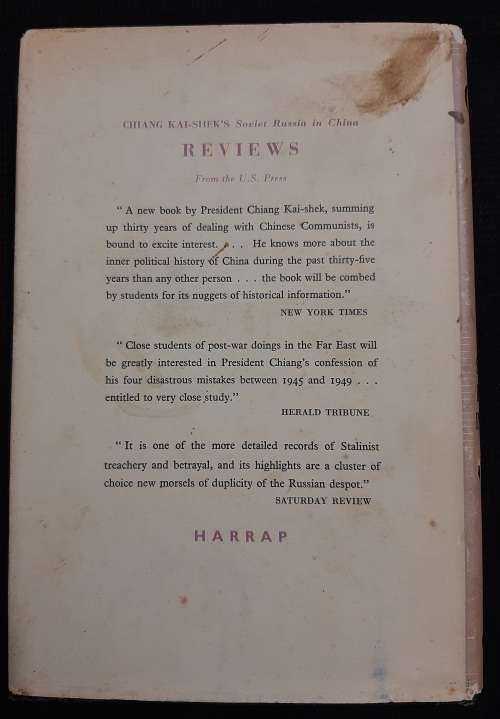 CHIANG KAI-SHEK'S Soviet Russia in China
REVIEWS
From the U.S. Press
" A new book by President Chiang Kai-shek, summing
up thirty years of dealing with Chinese Communists, is
bound to excite interest. . . . He knows more about the
inner political history of China during the past thirty-five
years than any other person . . . the book will be combed
by students for its nuggets of historical information."
NEW YORK TIMES
" Close students of post-war doings in the Far East will
be greatly interested in President Chiang's confession of
his four disastrous mistakes between 1945 and 1949 . . .
entitled to very close study."
HERALD TRIBUNE
" It is one of the more detailed records of Stalinist
treachery and betrayal, and its highlights are a cluster of
choice new morsels of duplicity of the Russian despot."
SATURDAY REVIEW
HARRAP